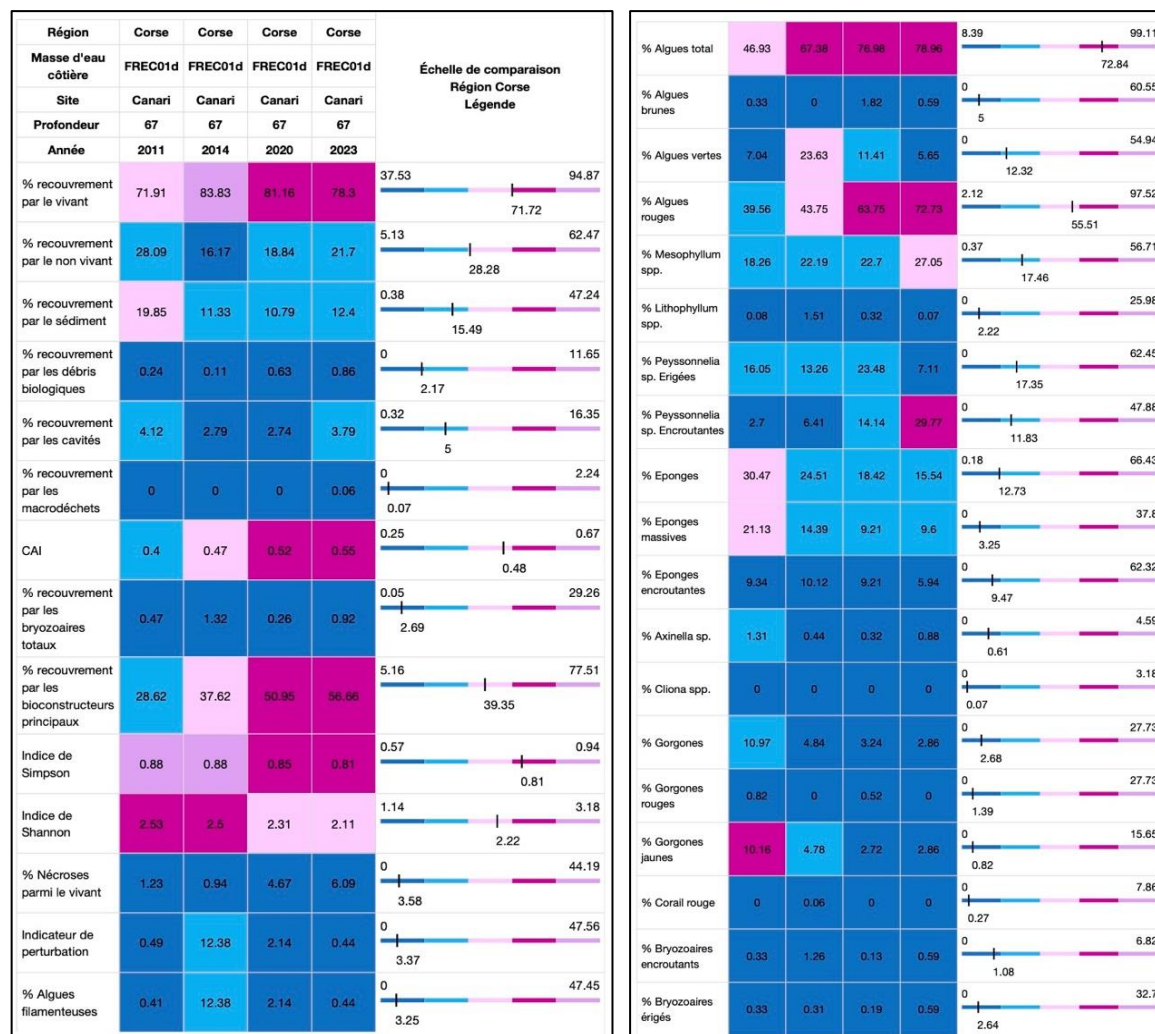 Région Corse Corse Corse Corse
Masse d'eau
côtière FREC01d FREC01d FREC01d FREC01d
Échelle de comparaison
Région Corse
Légende
Site Canari Canari Canari Canari
Profondeur 67 67 67 67
Année 2011 2014 2020 2023
% recouvrement
par le vivant
71.91 83.83 81.16 78.3
37.53 94.87
71.72
% recouvrement
par le non vivant
28.09 16.17 18.84 21.7
5.13 62.47
28.28
% recouvrement
par le sédiment
19.85 11.33 10.79 12.4
0.38 47.24
15.49
% recouvrement
par les débris
biologiques
0.24 0.11 0.63 0.86
0 11.65
2.17
% recouvrement
par les cavités
4.12 2.79 2.74 3.79
0.32 16.35
5
% recouvrement
par les
macrodéchets
0 0 0 0.06
0 2.24
0.07
CAI
0.4 0.47 0.52 0.55
0.25 0.67
0.48
% recouvrement
par les
bryozoaires
totaux
0.47 1.32 0.26 0.92
0.05 29.26
2.69
% recouvrement
par les
bioconstructeurs
principaux
28.62 37.62 50.95 56.66
5.16 77.51
39.35
Indice de
Simpson
0.88 0.88 0.85 0.81
0.57 0.94
0.81
Indice de
Shannon
2.53 2.5 2.31 2.11
1.14 3.18
2.22
% Nécroses
parmi le vivant
1.23 0.94 4.67 6.09
0 44.19
3.58
Indicateur de
perturbation
0.49 12.38 2.14 0.44
0 47.56
3.37
% Algues
filamenteuses
0.41 12.38 2.14 0.44
0 47.45
3.25
% Algues total
46.93 67.38 76.98 78.96
8.39 99.11
72.84
% Algues
brunes
0.33 0 1.82 0.59
0 60.55
5
% Algues vertes
7.04 23.63 11.41 5.65
0 54.94
12.32
% Algues
rouges
39.56 43.75 63.75 72.73
2.12 97.52
55.51
% Mesophyllum
spp.
18.26 22.19 22.7 27.05
0.37 56.71
17.46
% Lithophyllum
spp.
0.08 1.51 0.32 0.07
0 25.98
2.22
% Peyssonnelia
sp. Erigées
16.05 13.26 23.48 7.11
0 62.45
17.35
% Peyssonnelia
sp. Encroutantes
2.7 6.41 14.14 29.77
0 47.88
11.83
% Eponges
30.47 24.51 18.42 15.54
0.18 66.43
12.73
% Eponges
massives
21.13 14.39 9.21 9.6
0 37.8
3.25
% Eponges
encroutantes
9.34 10.12 9.21 5.94
0 62.32
9.47
% Axinella sp.
1.31 0.44 0.32 0.88
0 4.59
0.61
% Cliona spp.
0 0 0 0
0 3.18
0.07
% Gorgones
10.97 4.84 3.24 2.86
0 27.73
2.68
% Gorgones
rouges
0.82 0 0.52 0
0 27.73
1.39
% Gorgones
jaunes
10.16 4.78 2.72 2.86
0 15.65
0.82
% Corail rouge
0 0.06 0 0
0 7.86
0.27
% Bryozoaires
encroutants
0.33 1.26 0.13 0.59
0 6.82
1.08
% Bryozoaires
érigés
0.33 0.31 0.19 0.59
0 32.7
2.64